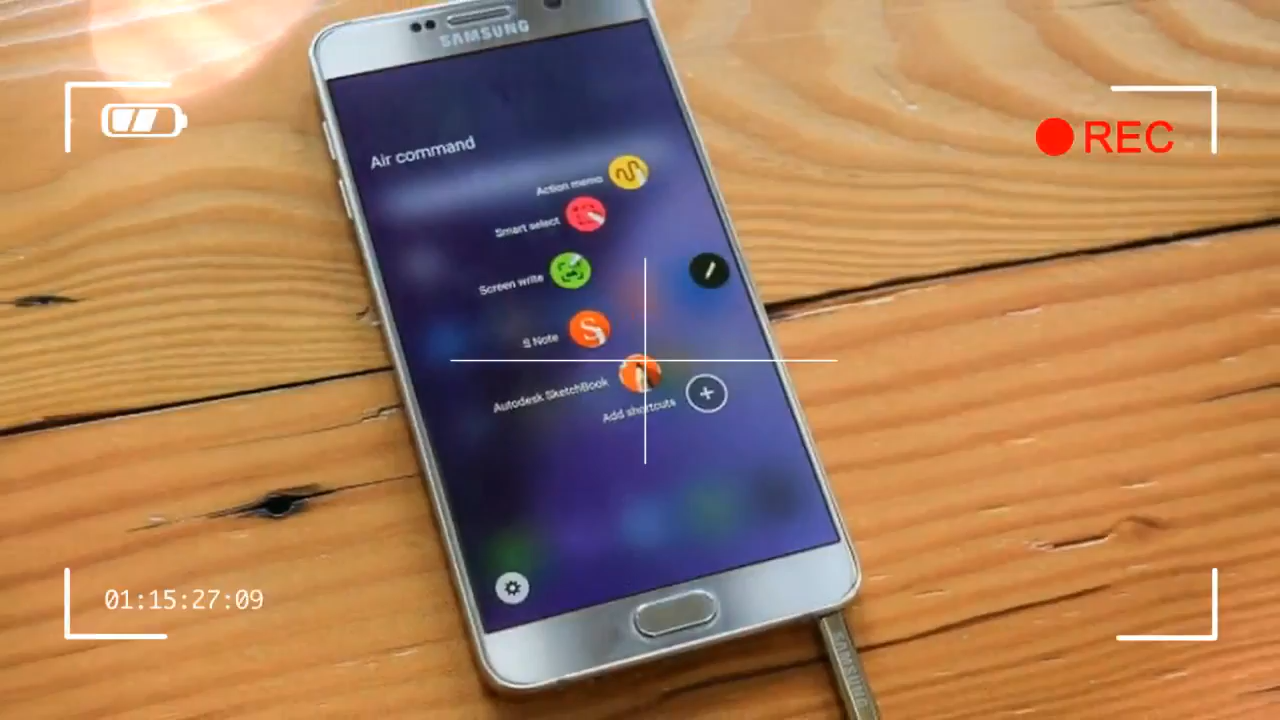 SAMSUNG
REC
Air command
Action memo
Smart select
Screen write
S Note
Autodesk SketchBook
Add shortcuts
01:15:27:09
SAMSUNG